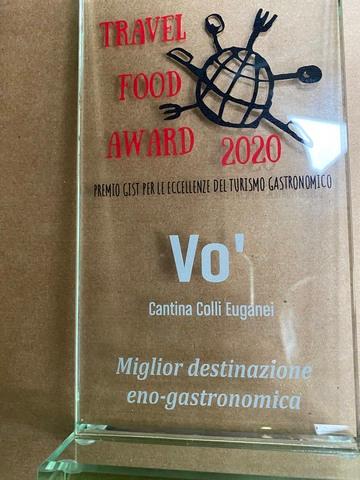 TRAVEL
FOOD
AWARD 2020
PREMIO GIST PER LE ECCELLENZE DEL TURISMO GASTRONOMICO
Vo'
Cantina Colli Euganei
Miglior destinazione
eno-gastronomica